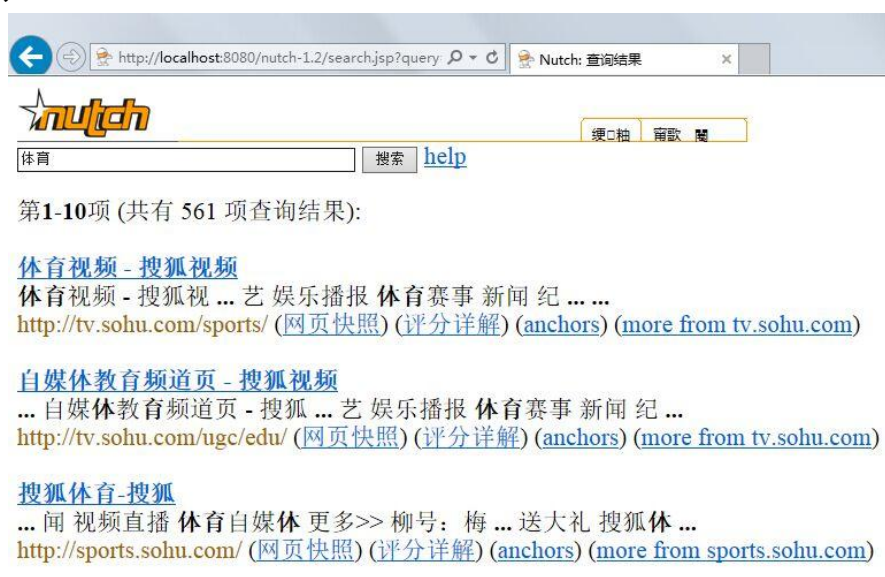 http://localhost:8080/nutch-1.2/search.jsp?query
Nutch: 查询结果
nutch
绠□粙 甯歌 闂
体育 搜索 help
第1-10项 (共有 561 项查询结果):
体育视频 - 搜狐视频
体育视频 - 搜狐视 ... 艺 娱乐播报 体育赛事 新闻 纪 ... ...
http://tv.sohu.com/sports/ (网页快照) (评分详解) (anchors) (more from tv.sohu.com)
自媒体教育频道页 - 搜狐视频
... 自媒体教育频道页 - 搜狐 ... 艺 娱乐播报 体育赛事 新闻 纪 ...
http://tv.sohu.com/ugc/edu/ (网页快照) (评分详解) (anchors) (more from tv.sohu.com)
搜狐体育-搜狐
... 闻 视频直播 体育自媒体 更多>> 柳号：梅 ... 送大礼 搜狐体 ...
http://sports.sohu.com/ (网页快照) (评分详解) (anchors) (more from sports.sohu.com)